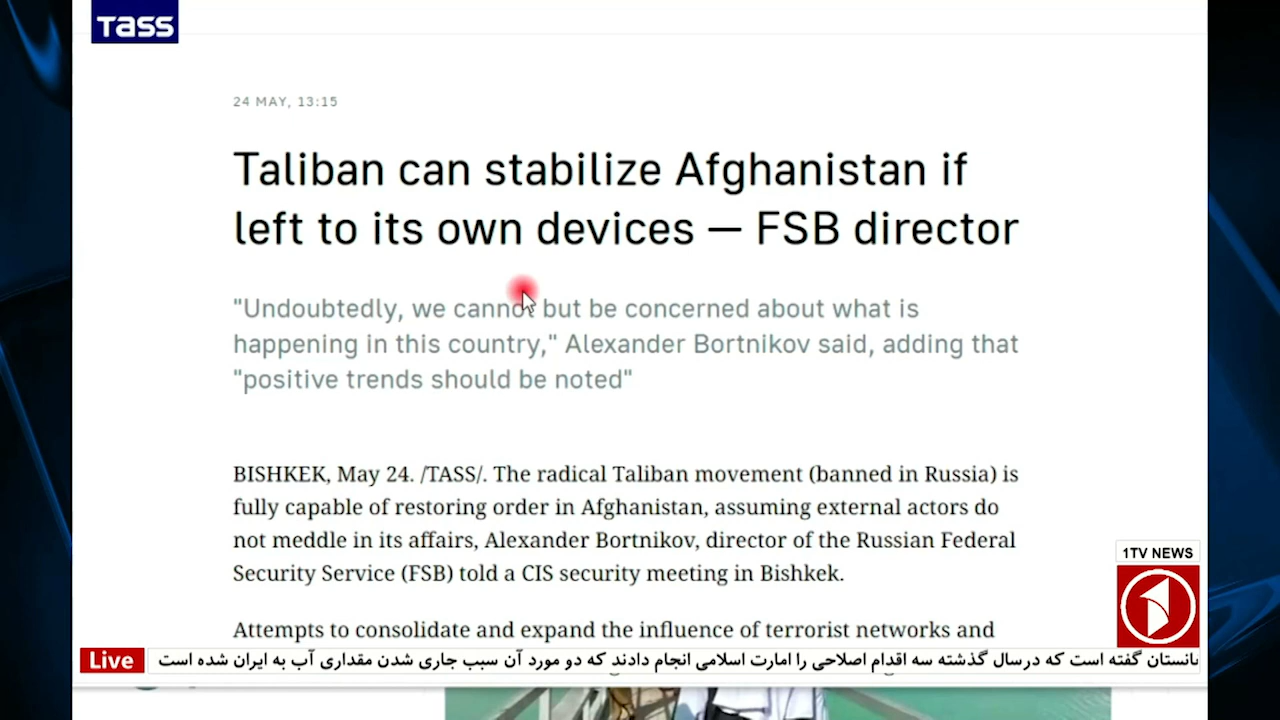 TASS
24 MAY, 13:15
Taliban can stabilize Afghanistan if
left to its own devices — FSB director
"Undoubtedly, we cannot but be concerned about what is
happening in this country," Alexander Bortnikov said, adding that
"positive trends should be noted"
BISHKEK, May 24. /TASS/. The radical Taliban movement (banned in Russia) is
fully capable of restoring order in Afghanistan, assuming external actors do
not meddle in its affairs, Alexander Bortnikov, director of the Russian Federal
Security Service (FSB) told a CIS security meeting in Bishkek.
Attempts to consolidate and expand the influence of terrorist networks and
1TV NEWS
Live
گفته است که درسال گذشته سه اقدام اصلاحی را امارت اسلامی انجام دادند که دو مورد آن سبب جاری شدن مقداری آب به ایران شده است